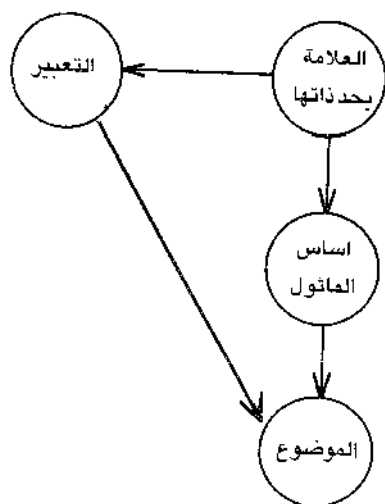 العلامة
بحد ذاتها
التعبير
اساس
الماثول
الموضوع